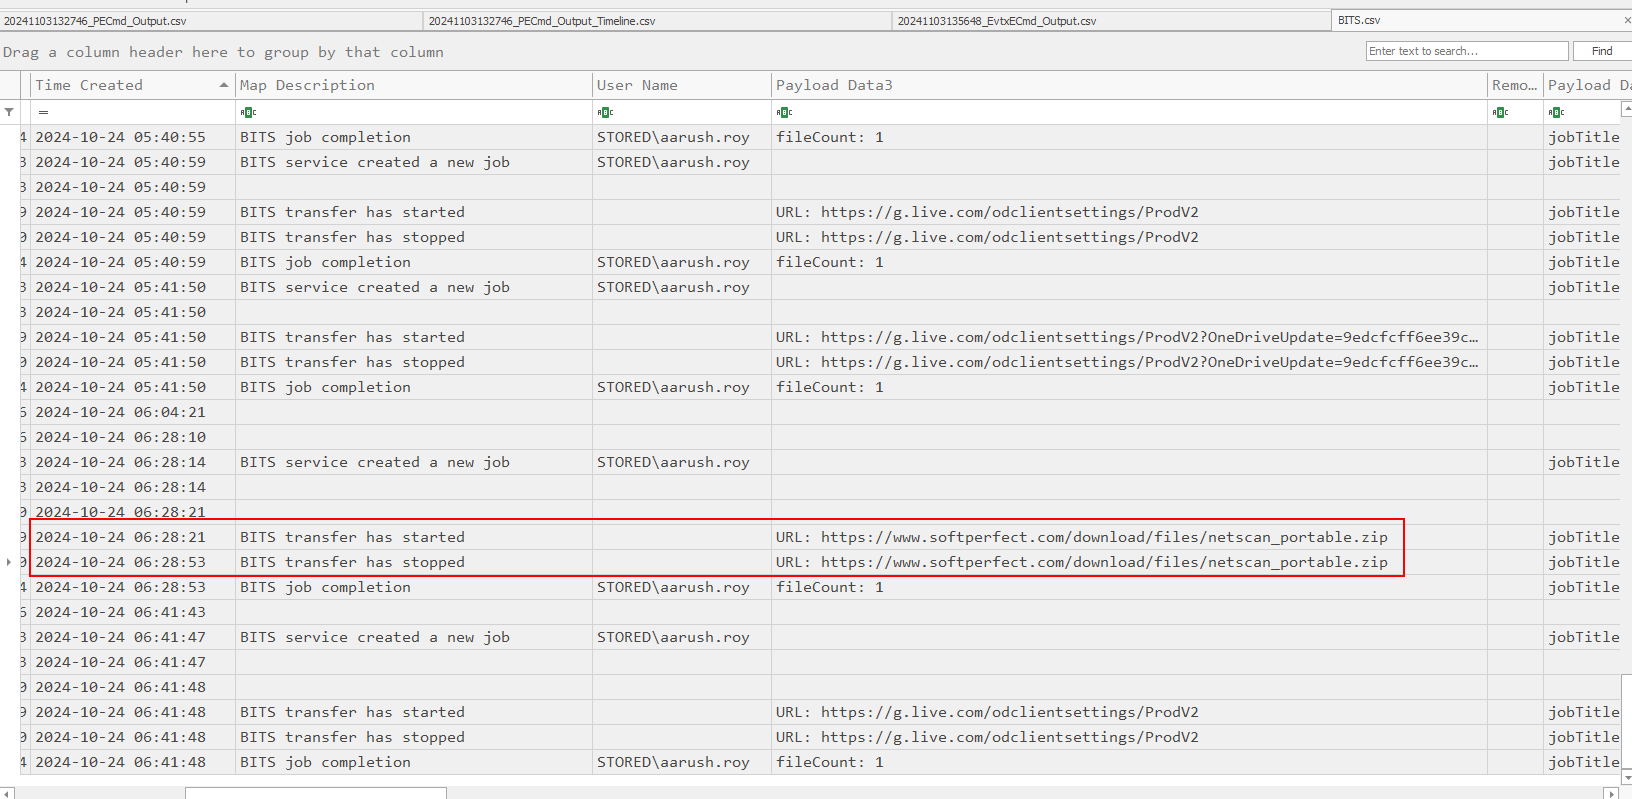 20241103132746_PECmd_Output.csv 20241103132746_PECmd_Output_Timeline.csv 20241103135648_EvtxECmd_Output.csv BITS.csv ×
Drag a column header here to group by that column Enter text to search... Find
Time Created Map Description User Name Payload Data3 Remo... Payload Da
=
4 2024-10-24 05:40:55 BITS job completion STORED\aarush.roy fileCount: 1 jobTitle
3 2024-10-24 05:40:59 BITS service created a new job STORED\aarush.roy jobTitle
3 2024-10-24 05:40:59
9 2024-10-24 05:40:59 BITS transfer has started URL: https://g.live.com/odclientsettings/ProdV2 jobTitle
0 2024-10-24 05:40:59 BITS transfer has stopped URL: https://g.live.com/odclientsettings/ProdV2 jobTitle
4 2024-10-24 05:40:59 BITS job completion STORED\aarush.roy fileCount: 1 jobTitle
3 2024-10-24 05:41:50 BITS service created a new job STORED\aarush.roy jobTitle
3 2024-10-24 05:41:50
9 2024-10-24 05:41:50 BITS transfer has started URL: https://g.live.com/odclientsettings/ProdV2?OneDriveUpdate=9edcfcff6ee39c… jobTitle
0 2024-10-24 05:41:50 BITS transfer has stopped URL: https://g.live.com/odclientsettings/ProdV2?OneDriveUpdate=9edcfcff6ee39c… jobTitle
4 2024-10-24 05:41:50 BITS job completion STORED\aarush.roy fileCount: 1 jobTitle
6 2024-10-24 06:04:21
6 2024-10-24 06:28:10
3 2024-10-24 06:28:14 BITS service created a new job STORED\aarush.roy jobTitle
3 2024-10-24 06:28:14
0 2024-10-24 06:28:21
9 2024-10-24 06:28:21 BITS transfer has started URL: https://www.softperfect.com/download/files/netscan_portable.zip jobTitle
0 2024-10-24 06:28:53 BITS transfer has stopped URL: https://www.softperfect.com/download/files/netscan_portable.zip jobTitle
4 2024-10-24 06:28:53 BITS job completion STORED\aarush.roy fileCount: 1 jobTitle
6 2024-10-24 06:41:43
3 2024-10-24 06:41:47 BITS service created a new job STORED\aarush.roy jobTitle
3 2024-10-24 06:41:47
0 2024-10-24 06:41:48
9 2024-10-24 06:41:48 BITS transfer has started URL: https://g.live.com/odclientsettings/ProdV2 jobTitle
0 2024-10-24 06:41:48 BITS transfer has stopped URL: https://g.live.com/odclientsettings/ProdV2 jobTitle
4 2024-10-24 06:41:48 BITS job completion STORED\aarush.roy fileCount: 1 jobTitle